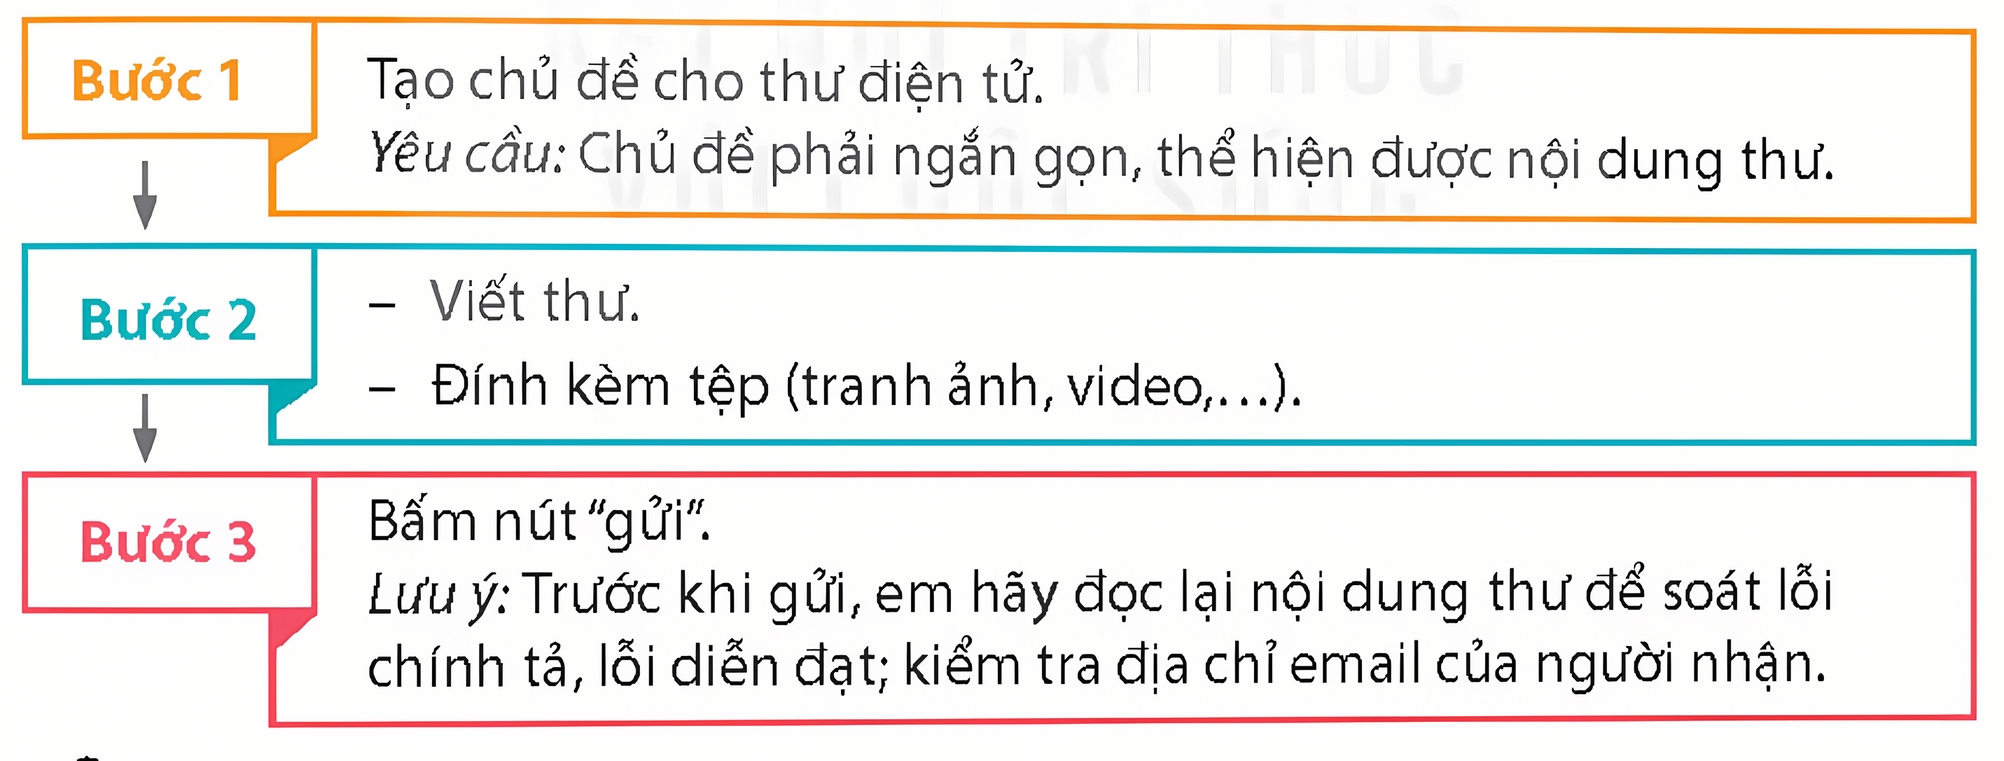 Bước 1
Tạo chủ đề cho thư điện tử.
Yêu cầu: Chủ đề phải ngắn gọn, thể hiện được nội dung thư.
Bước 2
– Viết thư.
– Đính kèm tệp (tranh ảnh, video,...).
Bước 3
Bấm nút “gửi”.
Lưu ý: Trước khi gửi, em hãy đọc lại nội dung thư để soát lỗi
chính tả, lỗi diễn đạt; kiểm tra địa chỉ email của người nhận.